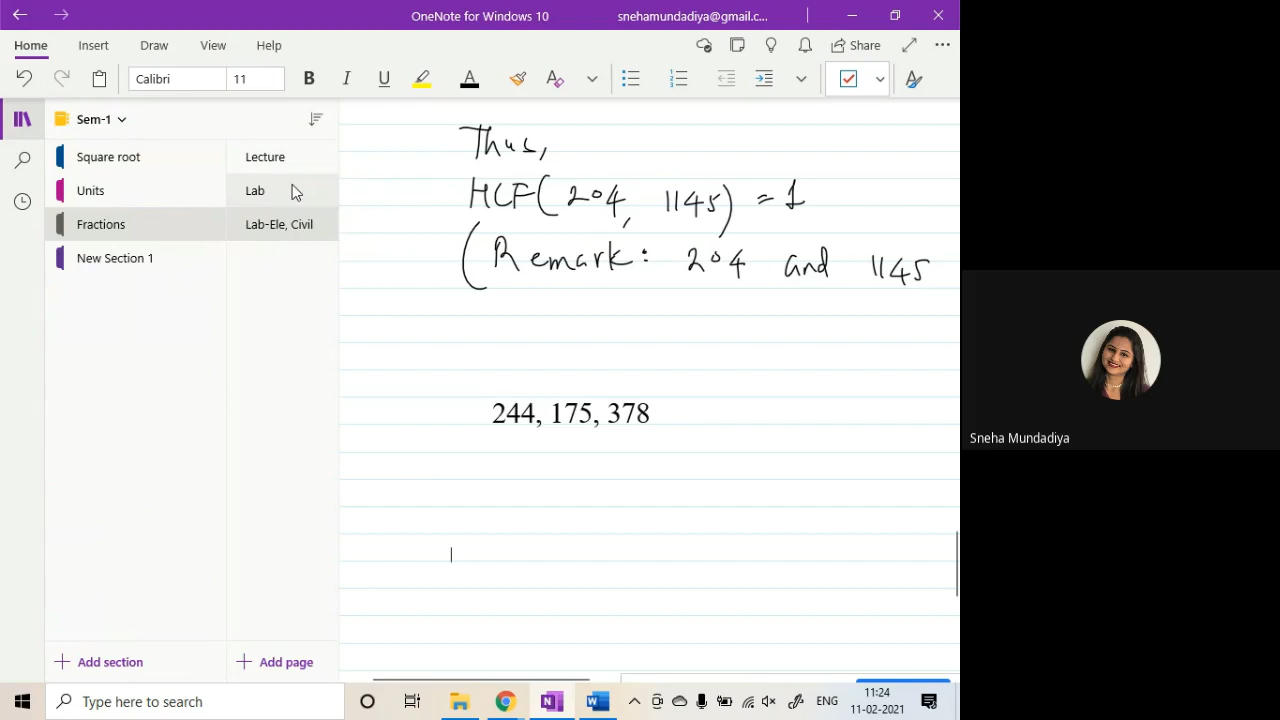 OneNote for Windows 10
snehamundadiya@gmail.c...
Home
Insert
Draw
View
Help
Share
Calibri
11
B
I
U
A
Sem-1
Square root
Units
Fractions
New Section 1
Lecture
Lab
Lab-Ele, Civil
Thus,
HCF(204, 1145) = 1
(Remark: 204 and 1145
244, 175, 378
Sneha Mundadiya
+ Add section
+ Add page
Type here to search
ENG
11:24
11-02-2021